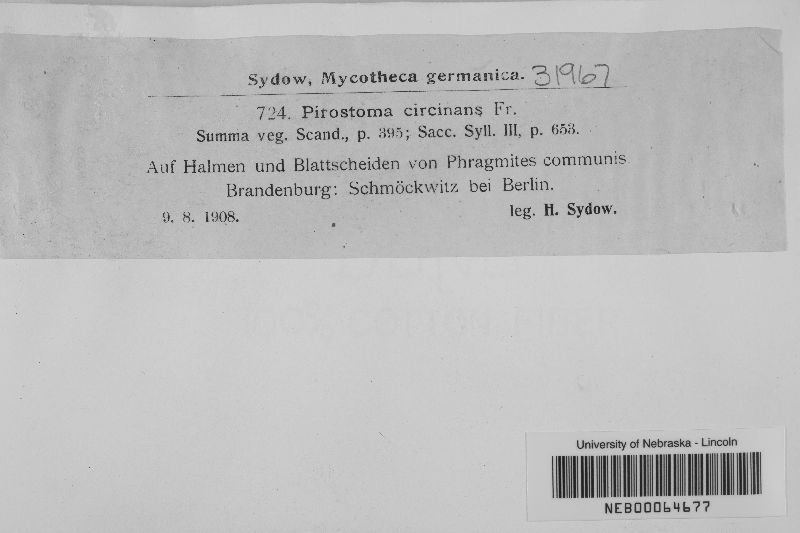 Sydow, Mycotheca germanica. 31967
724. Pirostoma circinans Fr.
Summa veg. Scand., p. 395; Sacc. Syll. III, p. 653.
Auf Halmen und Blattscheiden von Phragmites communis
Brandenburg: Schmöckwitz bei Berlin.
9. 8. 1908. leg. H. Sydow.
University of Nebraska - Lincoln
NEB00064677